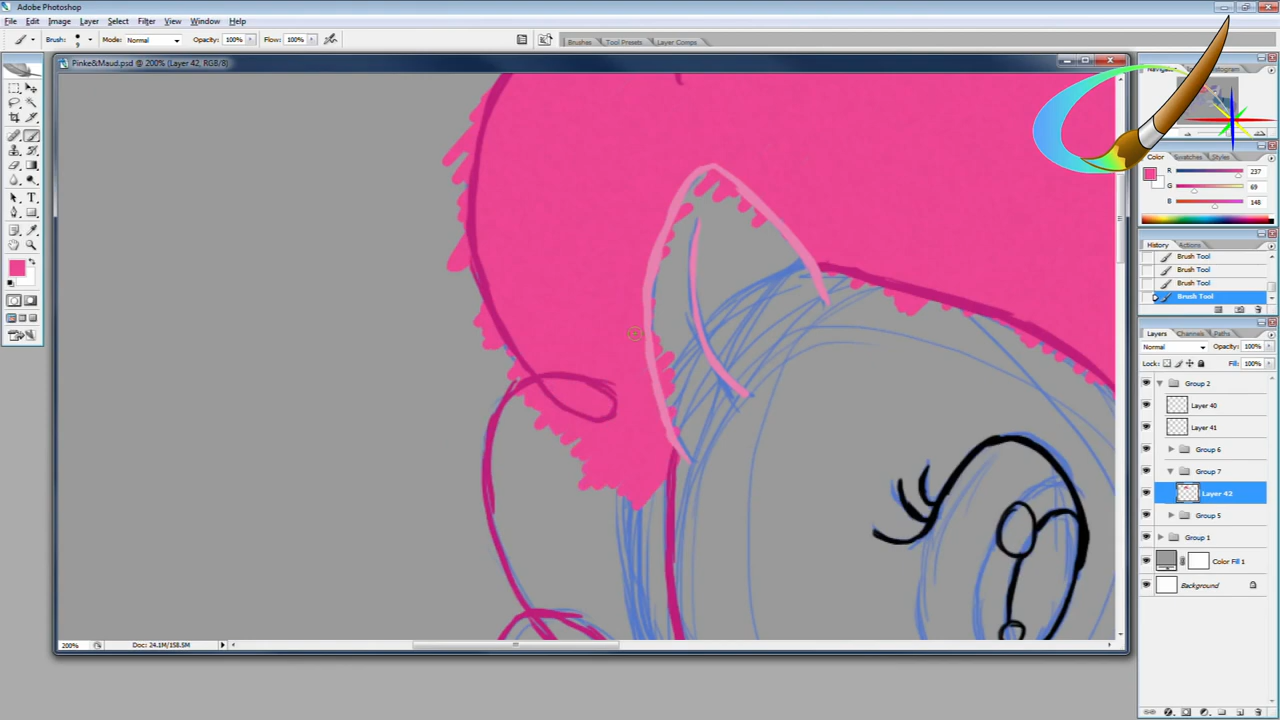 Adobe Photoshop
File Edit Image Layer Select Filter View Window Help
Brush: 9 Mode: Normal Opacity: 100% Flow: 100%
Brushes Tool Presets Layer Comps
Pinke&Maud.psd @ 200% (Layer 42, RGB/8)
Color Swatches Styles
R 237
G 69
B 148
History Actions
Brush Tool
Brush Tool
Brush Tool
Brush Tool
Layers Channels Paths
Normal Opacity: 100%
Lock: Fill: 100%
Group 2
Layer 40
Layer 41
Group 6
Group 7
Layer 42
Group 5
Group 1
Color Fill 1
Background
200% Doc: 24.1M/158.5M